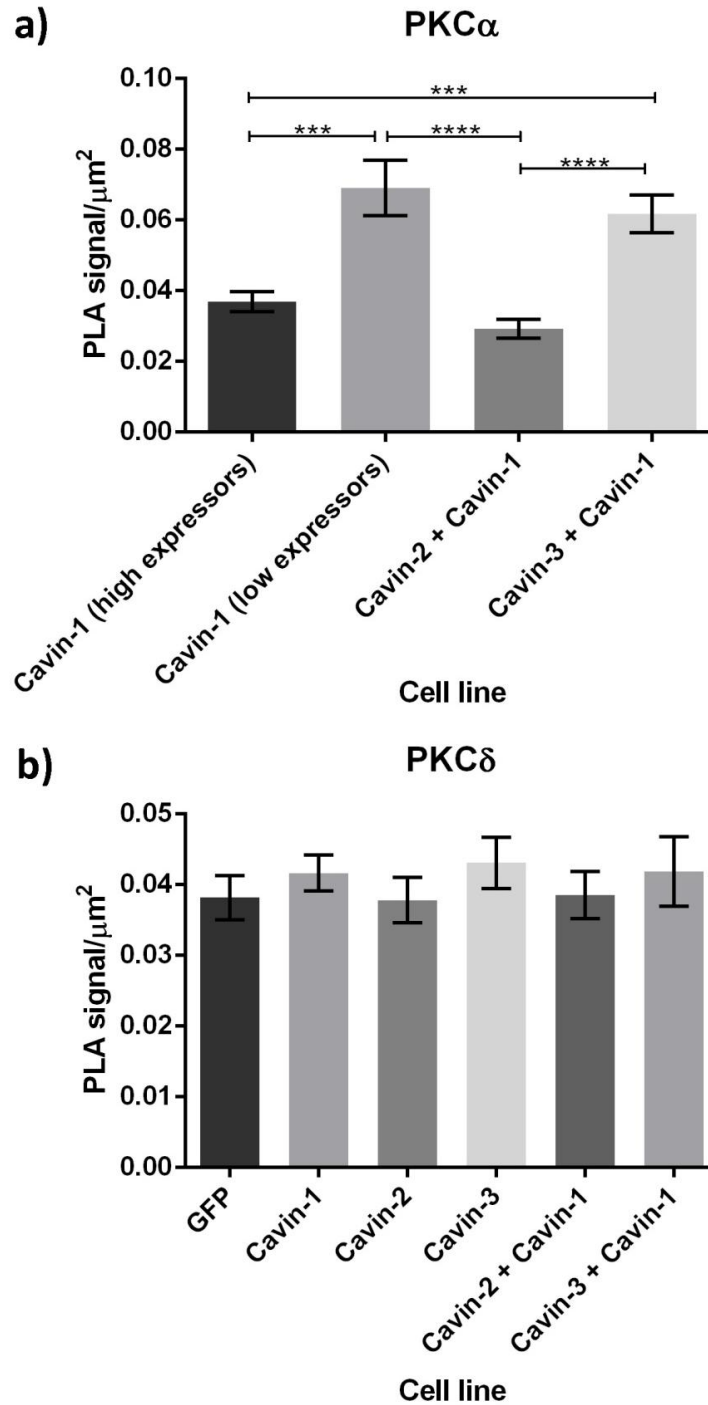 a)
PKCα
PLA signal/μm²
0.10
0.08
0.06
0.04
0.02
0.00
***
***
****
****
Cavin-1 (high expressors)
Cavin-1 (low expressors)
Cavin-2 + Cavin-1
Cavin-3 + Cavin-1
Cell line
b)
PKCδ
PLA signal/μm²
0.05
0.04
0.03
0.02
0.01
0.00
GFP
Cavin-1
Cavin-2
Cavin-3
Cavin-2 + Cavin-1
Cavin-3 + Cavin-1
Cell line